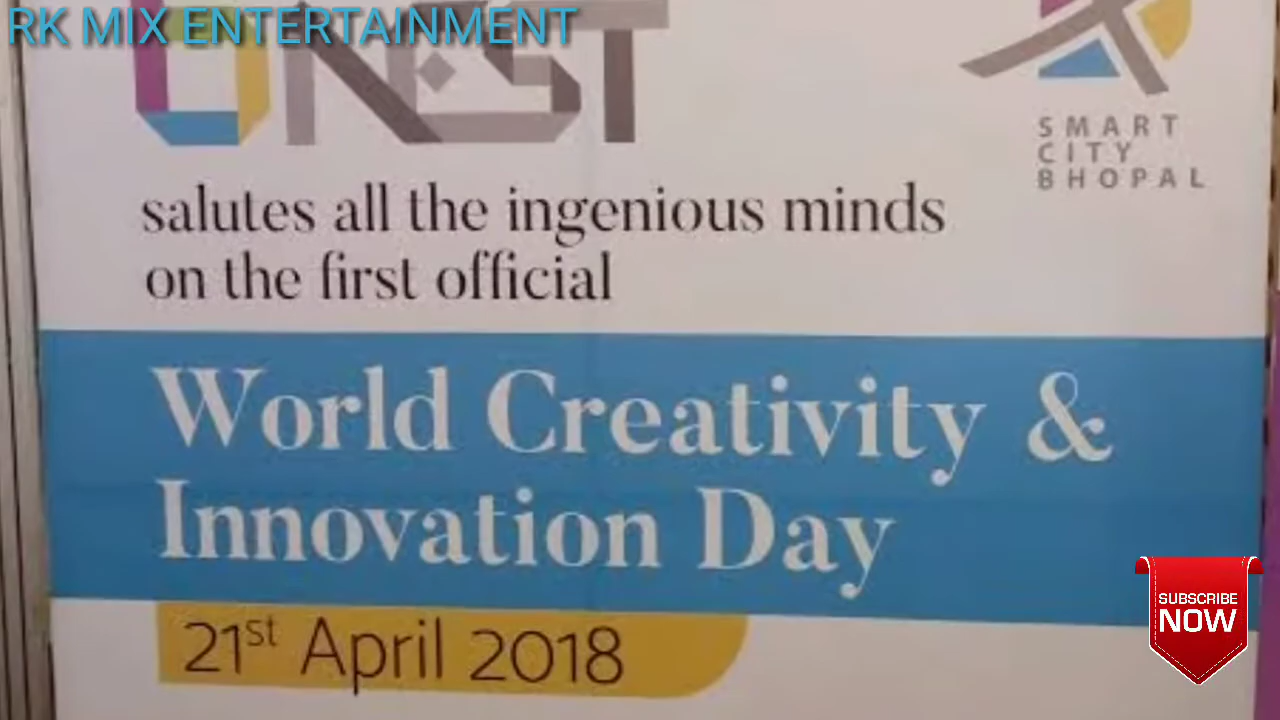 RK MIX ENTERTAINMENT
SMART
CITY
BHOPAL
salutes all the ingenious minds
on the first official
World Creativity &
Innovation Day
21st April 2018
SUBSCRIBE
NOW